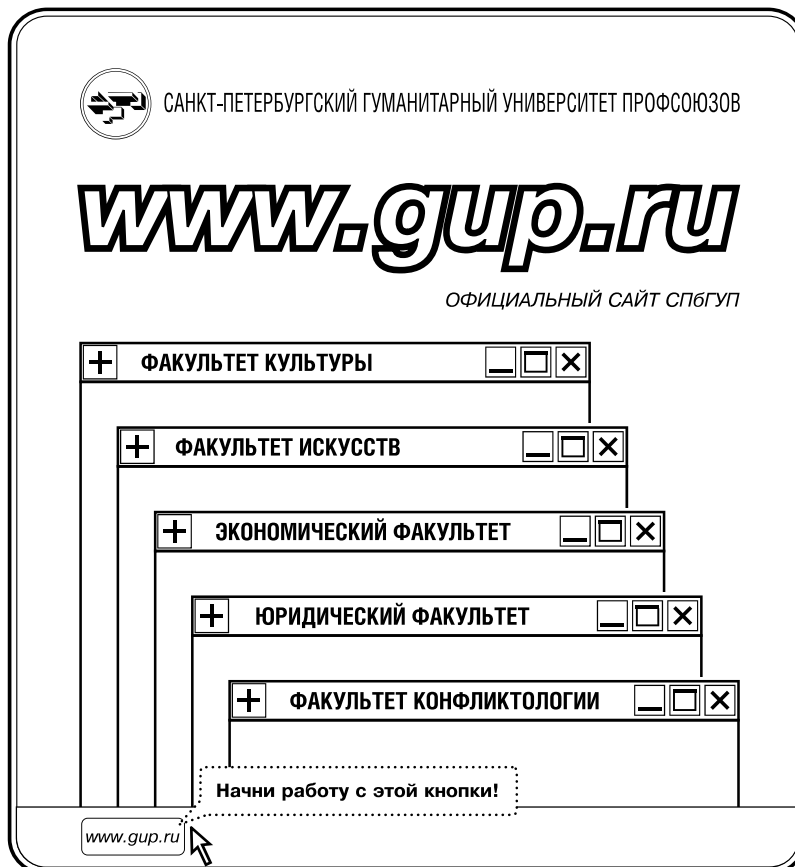 САНКТ-ПЕТЕРБУРГСКИЙ ГУМАНИТАРНЫЙ УНИВЕРСИТЕТ ПРОФСОЮЗОВ
www.gup.ru
ОФИЦИАЛЬНЫЙ САЙТ СПбГУП
ФАКУЛЬТЕТ КУЛЬТУРЫ
ФАКУЛЬТЕТ ИСКУССТВ
ЭКОНОМИЧЕСКИЙ ФАКУЛЬТЕТ
ЮРИДИЧЕСКИЙ ФАКУЛЬТЕТ
ФАКУЛЬТЕТ КОНФЛИКТОЛОГИИ
Начни работу с этой кнопки!
www.gup.ru